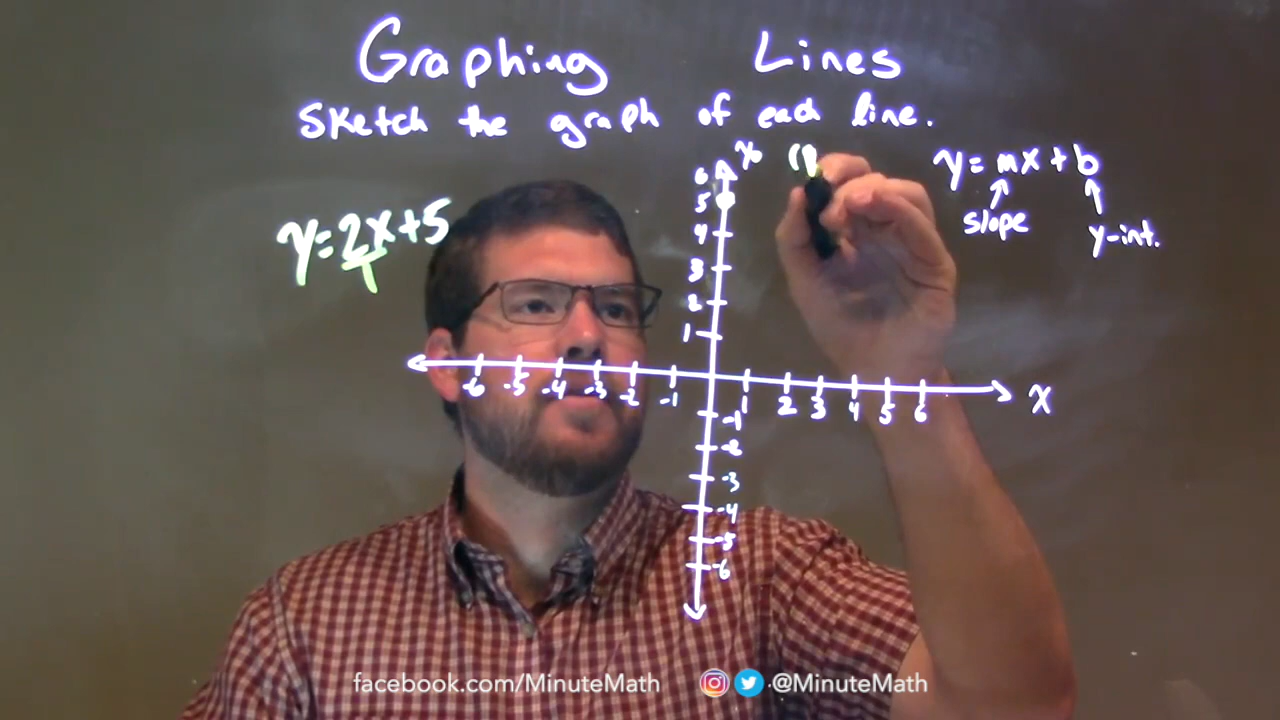 Graphing Lines
Sketch the graph of each line.
y = mx + b
slope
y-int.
y=2x+5
1
6
5
4
3
2
1
-6 -5 -4 -3 -2 -1 1 2 3 4 5 6 x
-1
-2
-3
-4
-5
-6
facebook.com/MinuteMath @MinuteMath